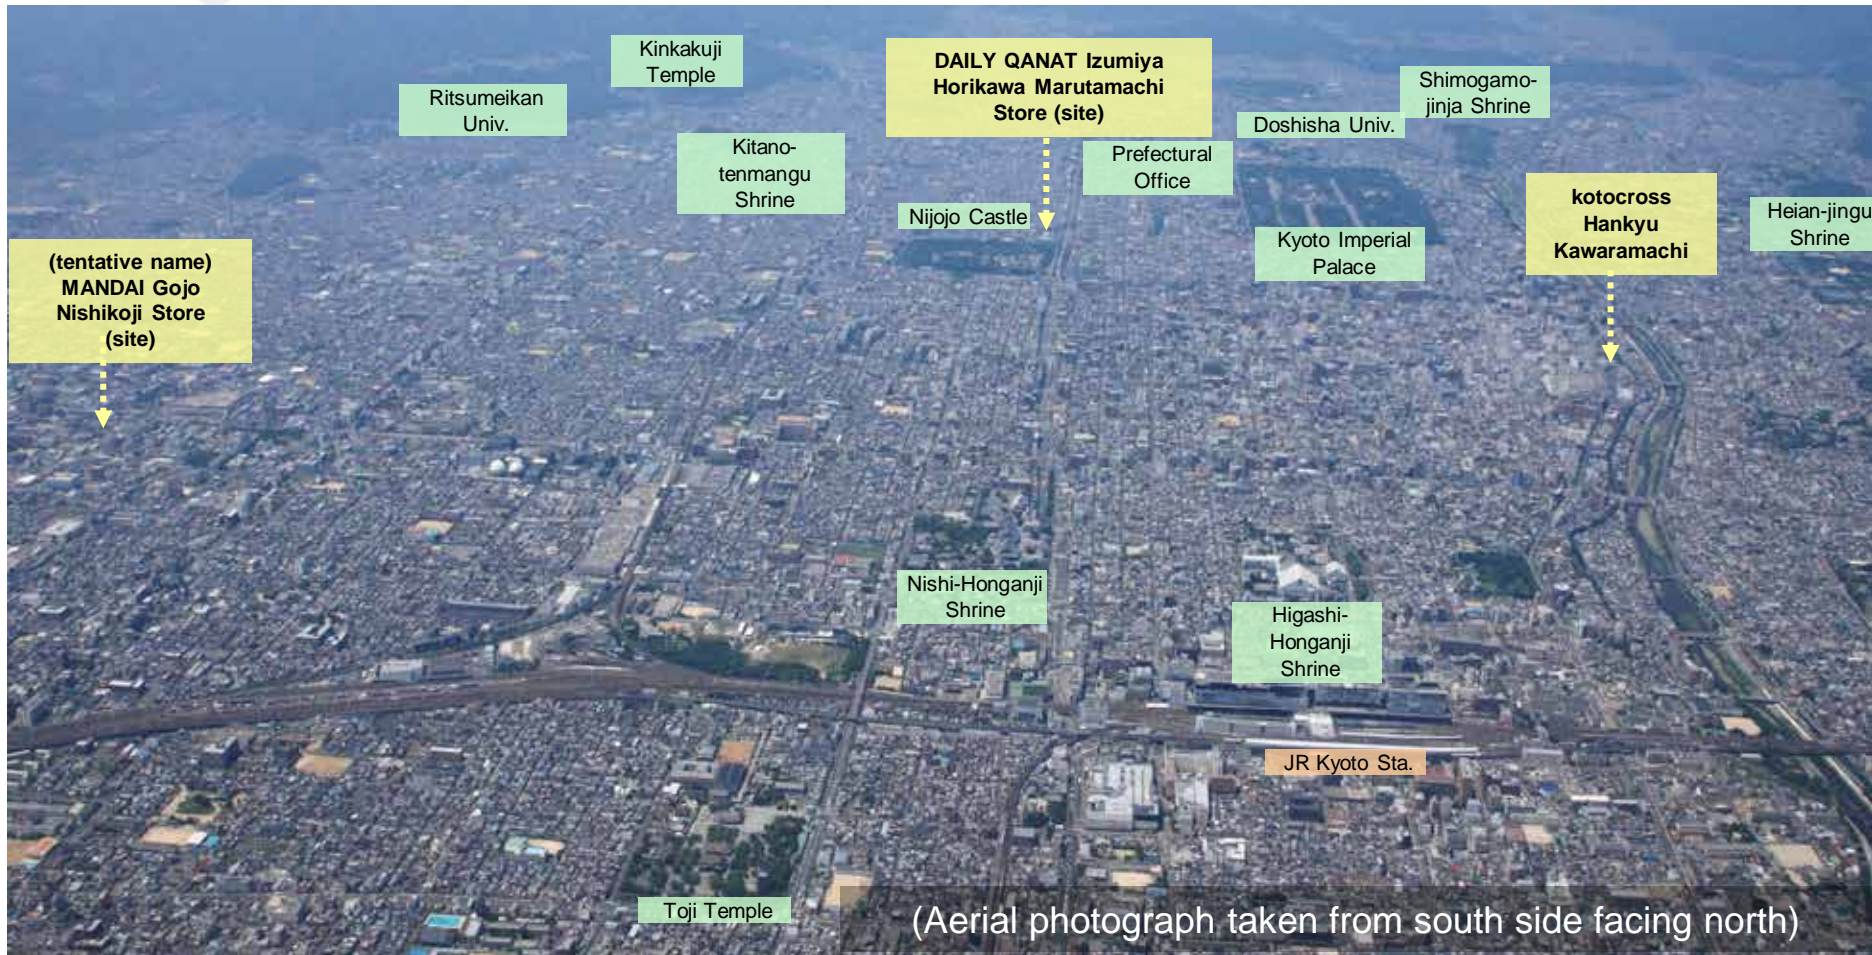 Kinkakuji
Temple
DAILY QANAT Izumiya
Horikawa Marutamachi
Store (site)
Shimogamo-
jinja Shrine
Ritsumeikan
Univ.
Doshisha Univ.
Kitano-
tenmangu
Shrine
Prefectural
Office
kotocross
Hankyu
Kawaramachi
Heian-jingu
Shrine
Nijojo Castle
Kyoto Imperial
Palace
(tentative name)
MANDAI Gojo
Nishikoji Store
(site)
Nishi-Honganji
Shrine
Higashi-
Honganji
Shrine
JR Kyoto Sta.
Toji Temple
(Aerial photograph taken from south side facing north)